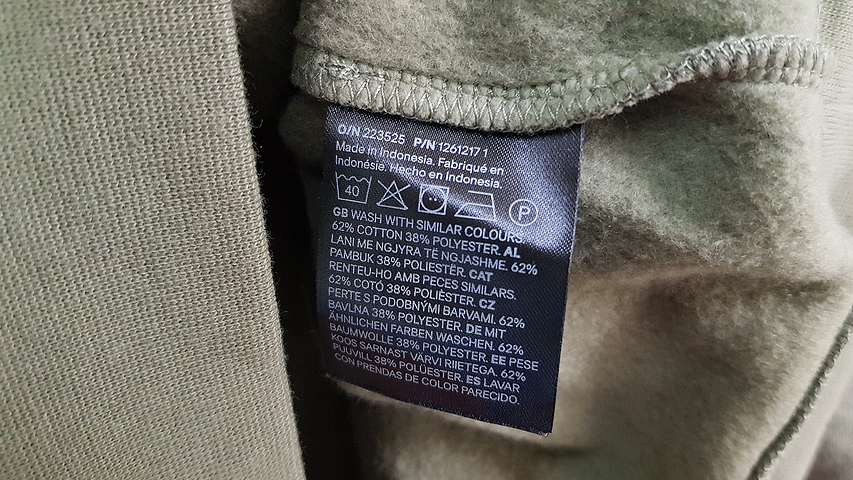 O/N 223525 P/N 1261217 1
Made in Indonesia. Fabriqué en
Indonésie. Hecho en Indonesia.
40 P
GB WASH WITH SIMILAR COLOURS.
62% COTTON 38% POLYESTER. AL
LANI ME NGJYRA TË NGJASHME. 62%
PAMBUK 38% POLIESTËR. CAT
RENTEU-HO AMB PECES SIMILARS.
62% COTÓ 38% POLIÈSTER. CZ
PERTE S PODOBNÝMI BARVAMI. 62%
BAVLNA 38% POLYESTER. DE MIT
ÄHNLICHEN FARBEN WASCHEN. 62%
BAUMWOLLE 38% POLYESTER. EE PESE
KOOS SARNAST VÄRVI RIIETEGA. 62%
PUUVILL 38% POLÜESTER. ES LAVAR
CON PRENDAS DE COLOR PARECIDO.